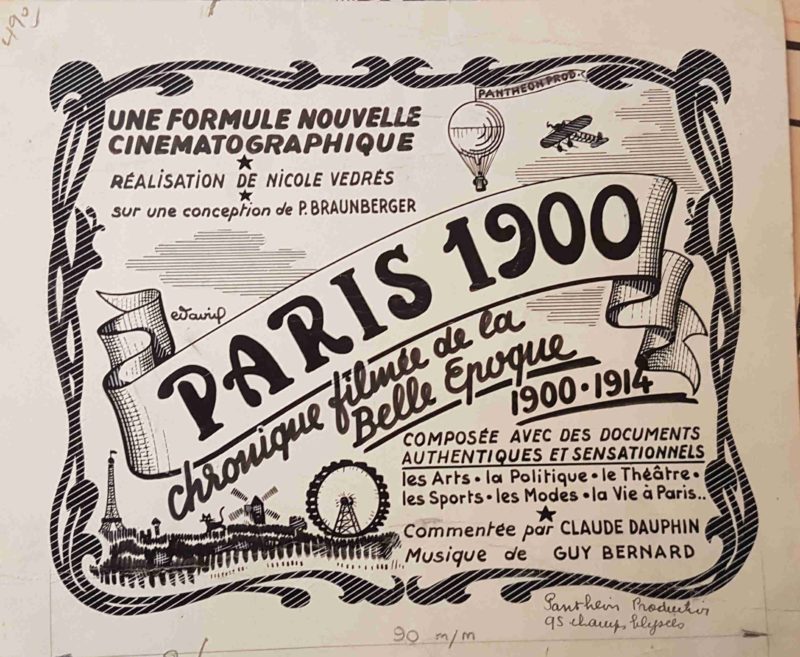 490
PANTHEON PROD.
UNE FORMULE NOUVELLE
CINEMATOGRAPHIQUE
RÉALISATION DE NICOLE VEDRÈS
sur une conception de P. BRAUNBERGER
PARIS 1900
chronique filmée de la
Belle Epoque
1900 • 1914
COMPOSÉE AVEC DES DOCUMENTS
AUTHENTIQUES ET SENSATIONNELS
les Arts • la Politique • le Théâtre •
les Sports • les Modes • la Vie à Paris..
Commentée par CLAUDE DAUPHIN
Musique de GUY BERNARD
Panthéon Production
95 champs Elysées
90 m/m